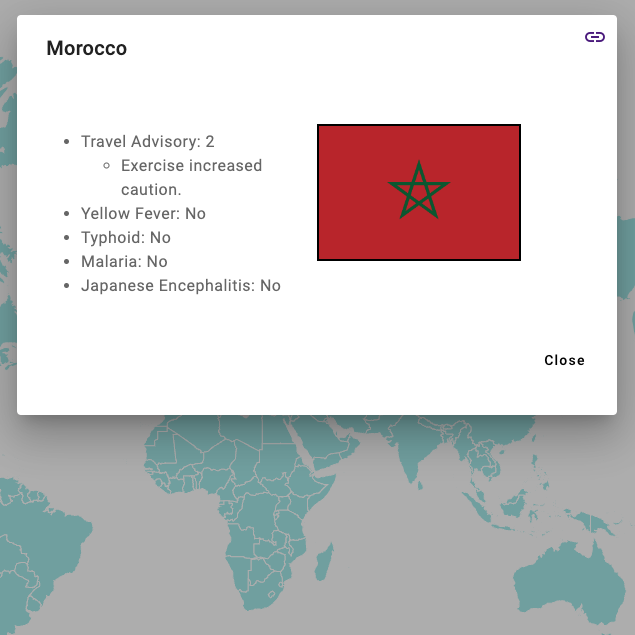 Morocco
Travel Advisory: 2
Exercise increased
caution.
Yellow Fever: No
Typhoid: No
Malaria: No
Japanese Encephalitis: No
Close